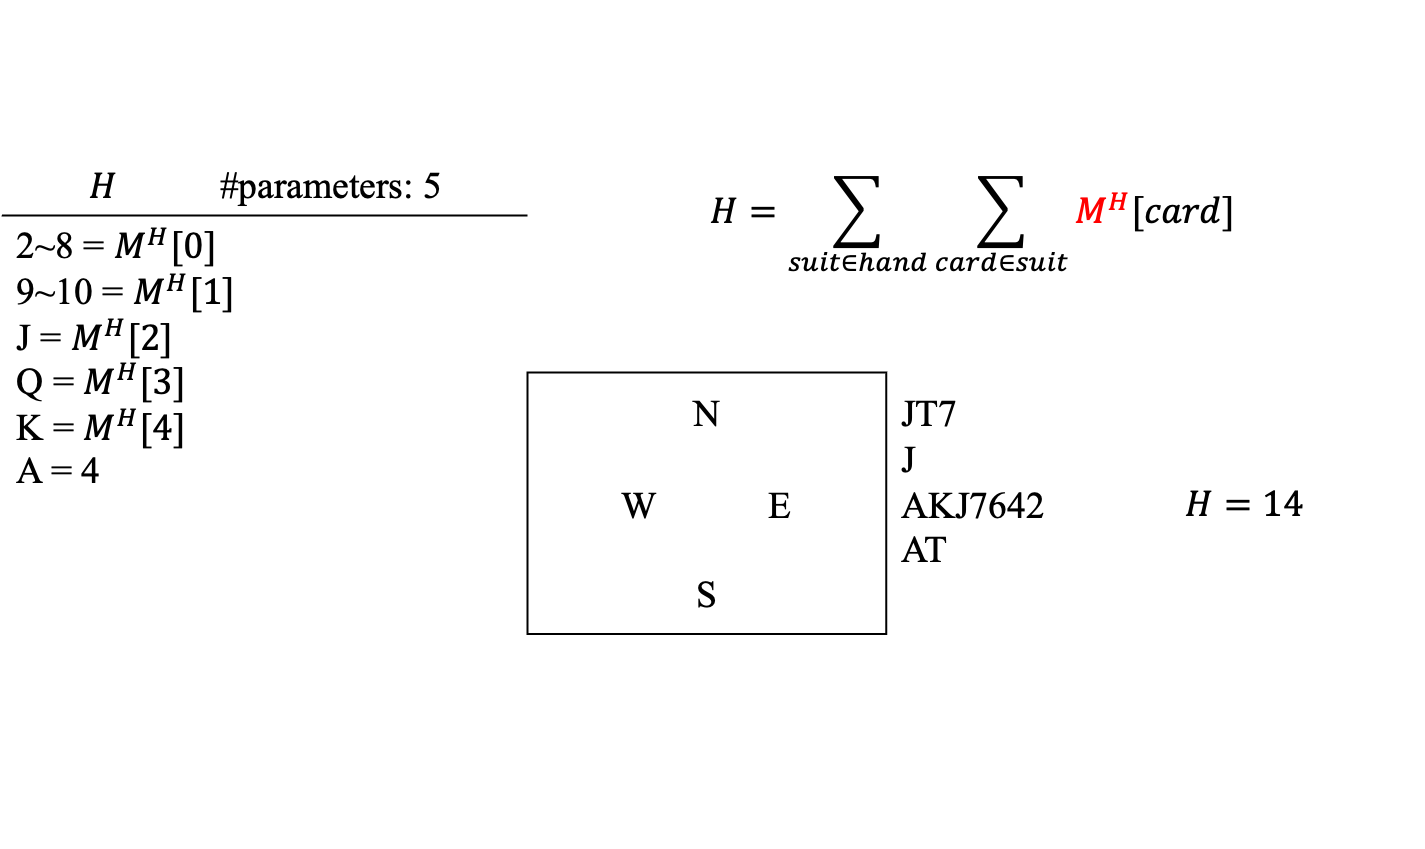 H #parameters: 5
2~8 = M^H[0]
9~10 = M^H[1]
J = M^H[2]
Q = M^H[3]
K = M^H[4]
A = 4
H = ∑ ∑ M^H[card]
suit∈hand card∈suit
N
W E
S
JT7
J
AKJ7642
AT
H = 14